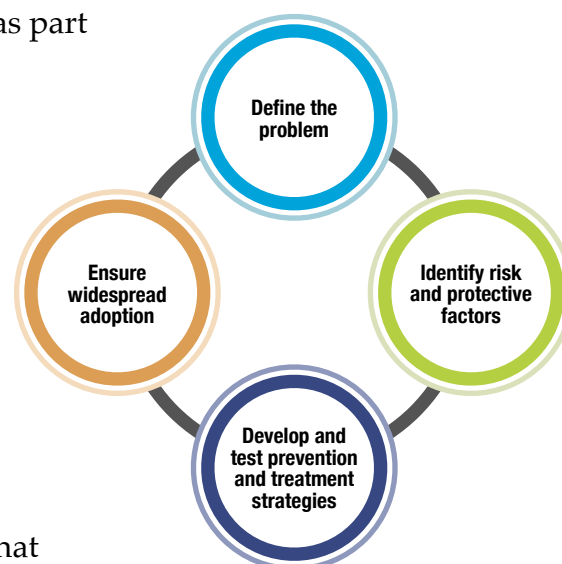 as part
Define the
problem
Ensure
widespread
adoption
Identify risk
and protective
factors
Develop and
test prevention
and treatment
strategies
hat